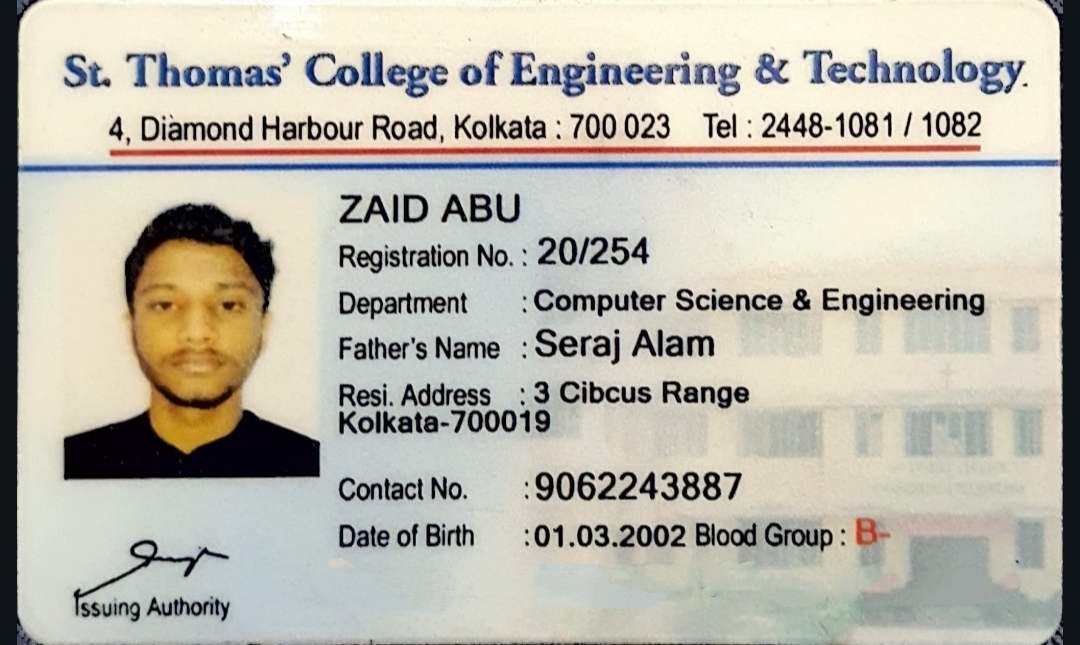 St. Thomas' College of Engineering & Technology.
4, Diamond Harbour Road, Kolkata : 700 023 Tel : 2448-1081 / 1082
ZAID ABU
Registration No. : 20/254
Department : Computer Science & Engineering
Father's Name : Seraj Alam
Resi. Address : 3 Cibcus Range
Kolkata-700019
Contact No. : 9062243887
Date of Birth : 01.03.2002 Blood Group : B-
Issuing Authority